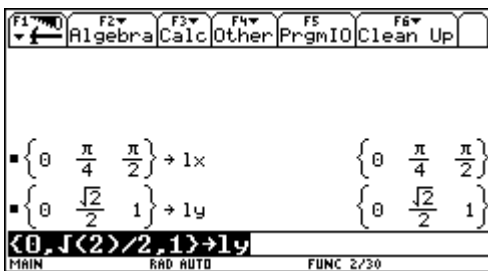 F1 F2 Algebra F3 Calc F4 Other F5 PrgmIO F6 Clean Up
{0 π/4 π/2} → lx {0 π/4 π/2}
{0 √2/2 1} → ly {0 √2/2 1}
{0,√(2)/2,1}→ly
MAIN RAD AUTO FUNC 2/30